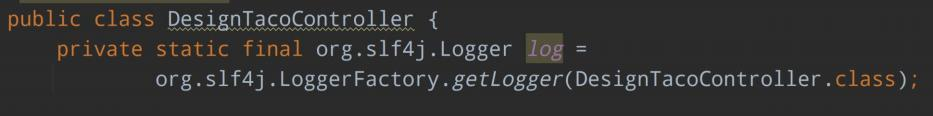 public class DesignTacoController {
    private static final org.slf4j.Logger log =
            org.slf4j.LoggerFactory.getLogger(DesignTacoController.class);